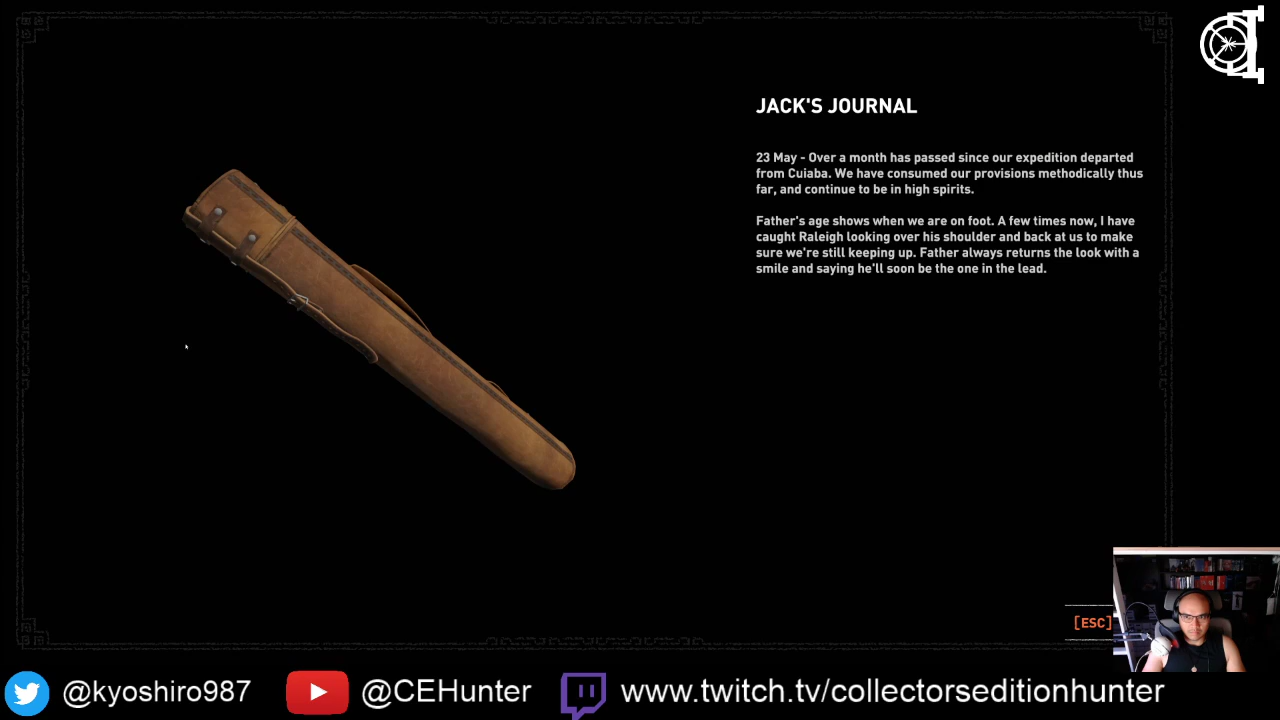 JACK'S JOURNAL
23 May - Over a month has passed since our expedition departed
from Cuiaba. We have consumed our provisions methodically thus
far, and continue to be in high spirits.
Father's age shows when we are on foot. A few times now, I have
caught Raleigh looking over his shoulder and back at us to make
sure we're still keeping up. Father always returns the look with a
smile and saying he'll soon be the one in the lead.
[ESC]
@kyoshiro987 @CEHunter www.twitch.tv/collectorseditionhunter